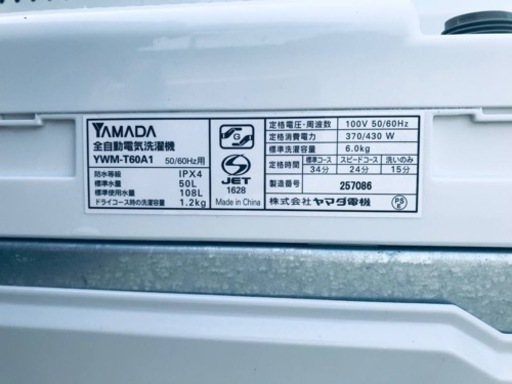 YAMADA
全自動電気洗濯機
YWM-T60A1 50/60Hz用
防水等級 IPX4
標準水量 50L
標準使用水量 108L
ドライコース時の洗濯容量 1.2kg
S G
S
JET
1628
Made in China
定格電圧・周波数 100V 50/60Hz
定格消費電力 370/430 W
標準洗濯容量 6.0kg
定格時間 標準コース スピードコース 洗いのみ
34分 24分 15分
製造番号 257086
株式会社ヤマダ電機
PS
E